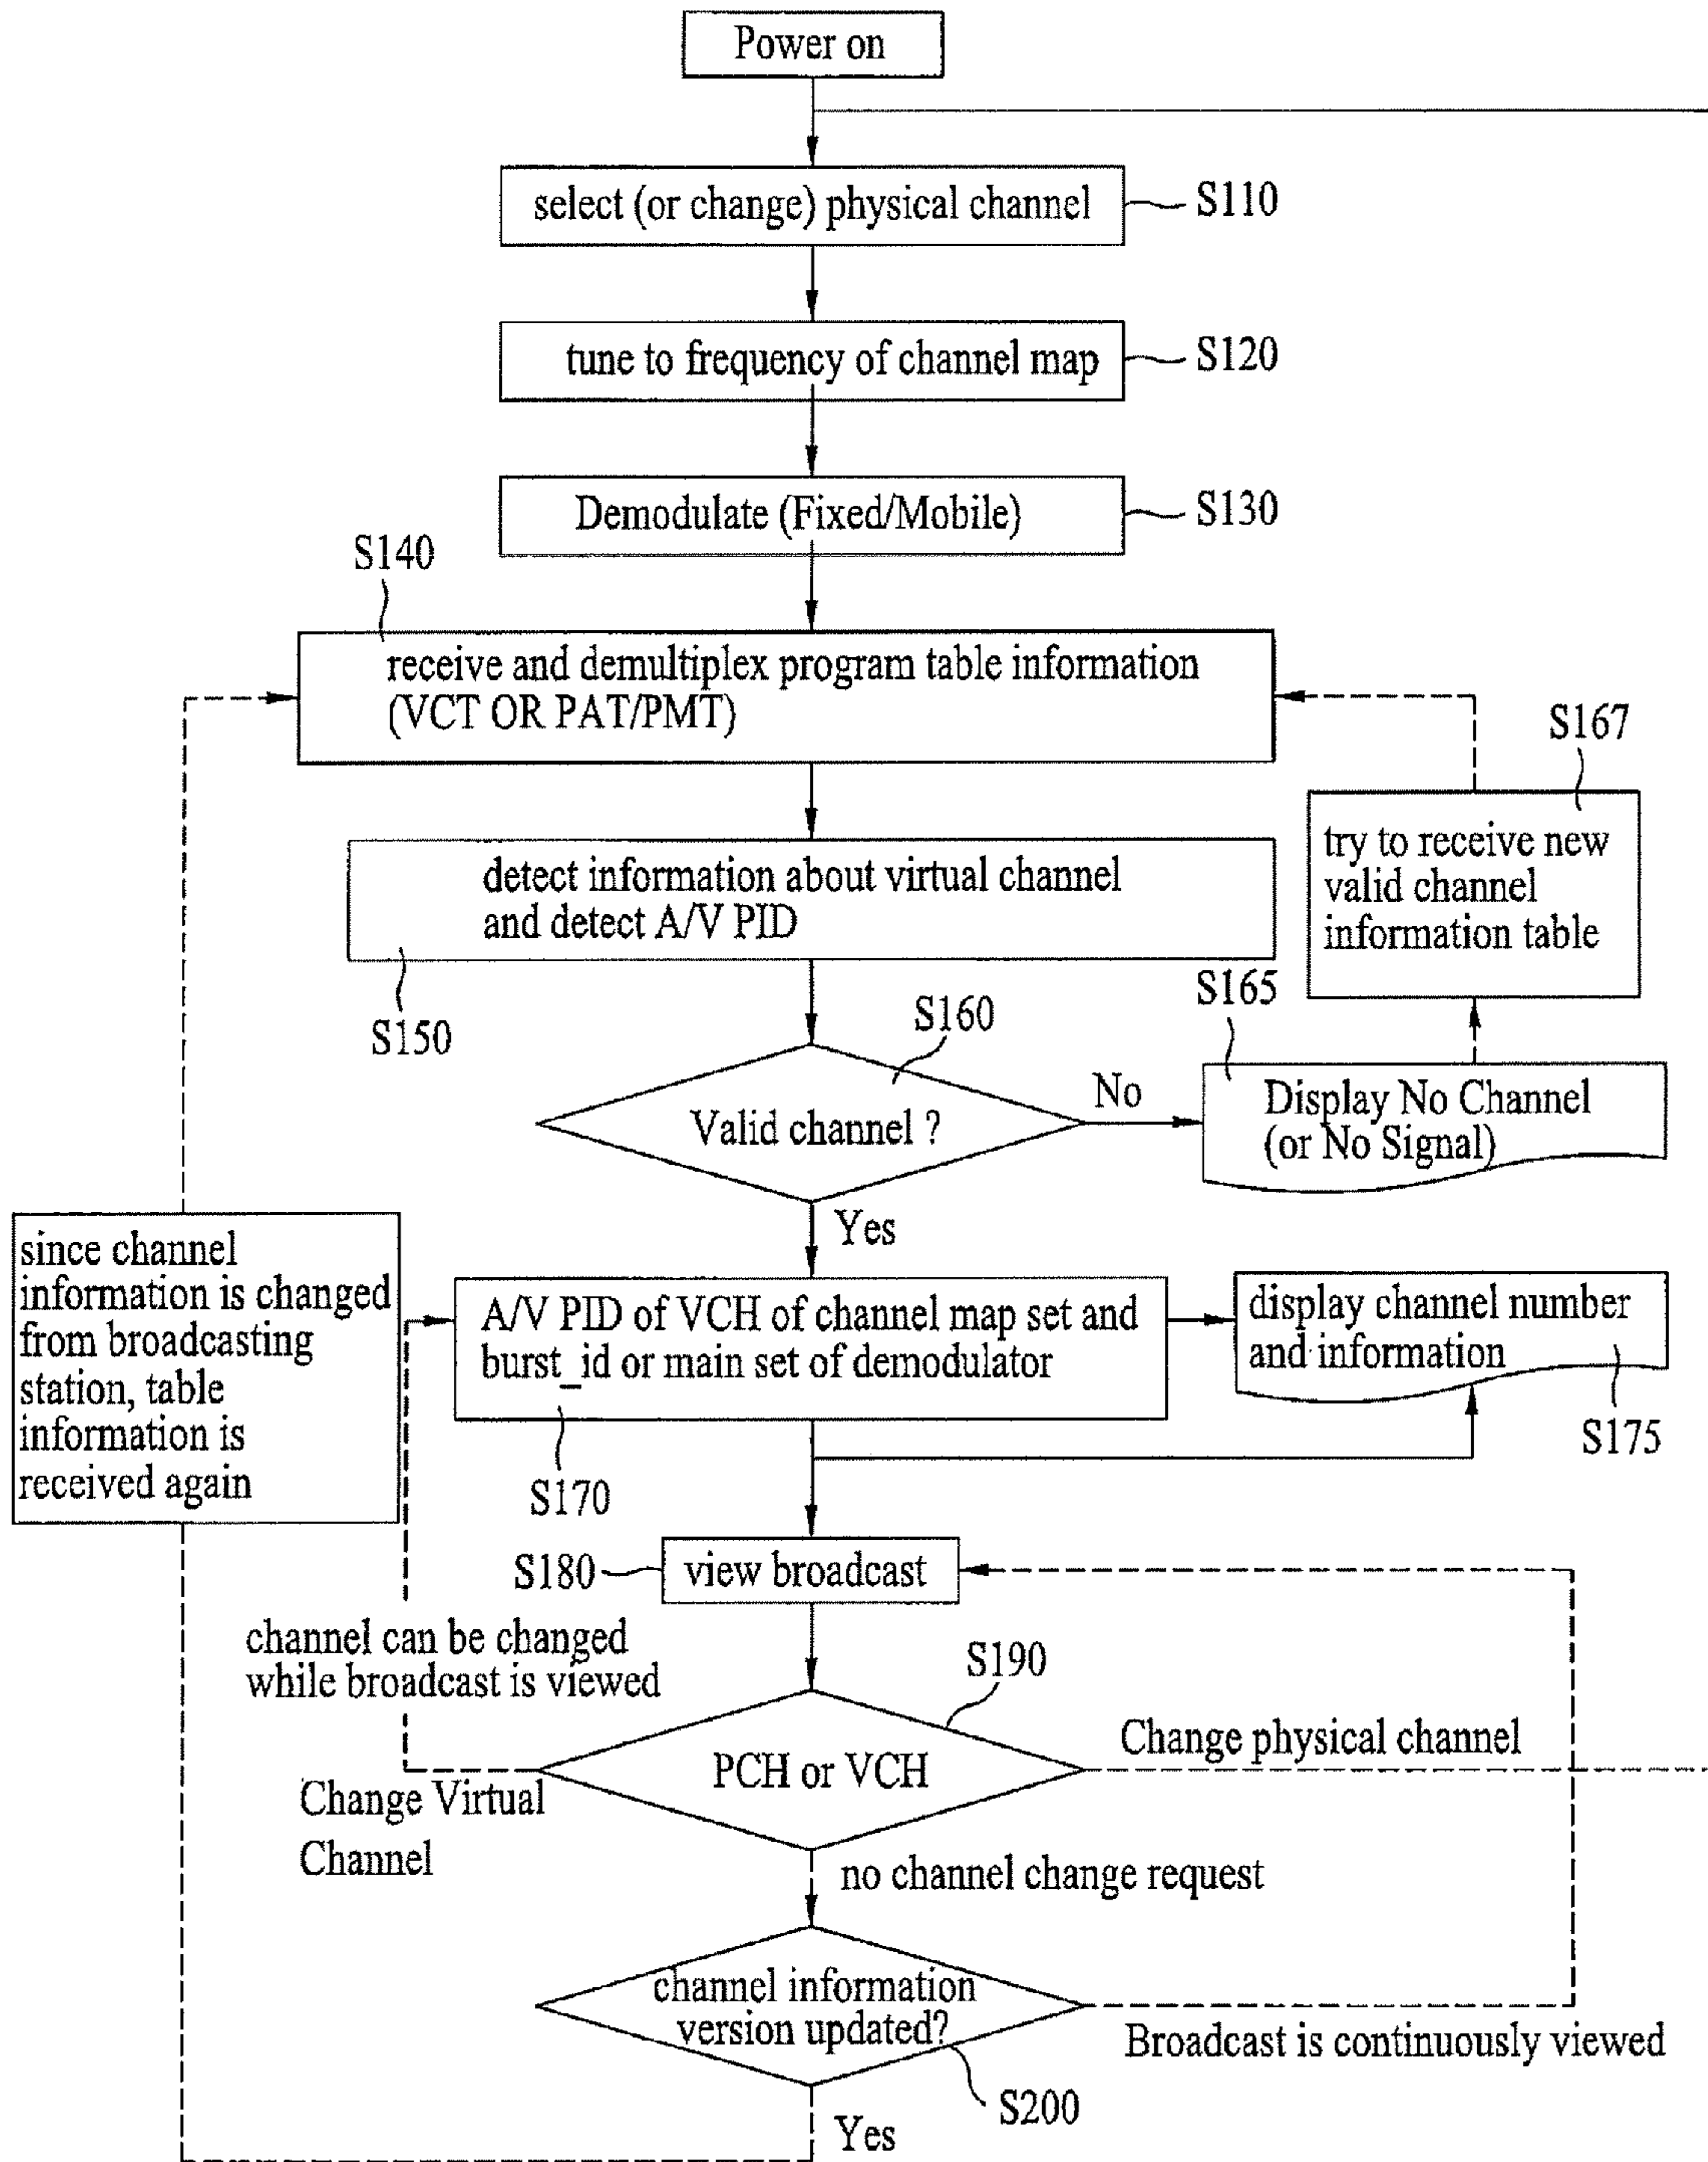 Power on
select (or change) physical channel
S110
tune to frequency of channel map
S120
Demodulate (Fixed/Mobile)
S130
S140
receive and demultiplex program table information
(VCT OR PAT/PMT)
S167
try to receive new
valid channel
information table
detect information about virtual channel
and detect A/V PID
S150
S160
S165
Valid channel ?
No
Display No Channel
(or No Signal)
Yes
since channel
information is changed
from broadcasting
station, table
information is
received again
A/V PID of VCH of channel map set and
burst_id or main set of demodulator
S170
display channel number
and information
S175
S180
view broadcast
channel can be changed
while broadcast is viewed
S190
PCH or VCH
Change physical channel
Change Virtual
Channel
no channel change request
channel information
version updated?
Broadcast is continuously viewed
S200
Yes